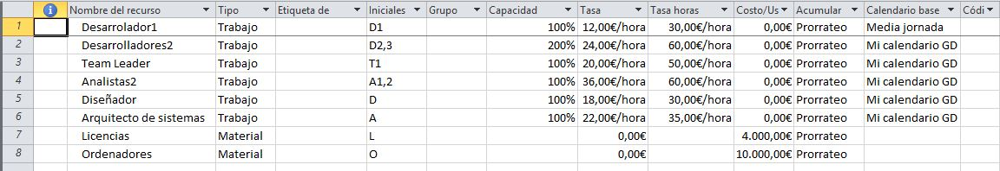 Nombre del recurso Tipo Etiqueta de Iniciales Grupo Capacidad Tasa Tasa horas Costo/Us Acumular Calendario base Códi
1 Desarrolador1 Trabajo D1 100% 12,00€/hora 30,00€/hora 0,00€ Prorrateo Media jornada
2 Desarrolladores2 Trabajo D2,3 200% 24,00€/hora 60,00€/hora 0,00€ Prorrateo Mi calendario GD
3 Team Leader Trabajo T1 100% 20,00€/hora 50,00€/hora 0,00€ Prorrateo Mi calendario GD
4 Analistas2 Trabajo A1,2 100% 36,00€/hora 60,00€/hora 0,00€ Prorrateo Mi calendario GD
5 Diseñador Trabajo D 100% 18,00€/hora 30,00€/hora 0,00€ Prorrateo Mi calendario GD
6 Arquitecto de sistemas Trabajo A 100% 22,00€/hora 35,00€/hora 0,00€ Prorrateo Mi calendario GD
7 Licencias Material L 0,00€ 4.000,00€ Prorrateo
8 Ordenadores Material O 0,00€ 10.000,00€ Prorrateo